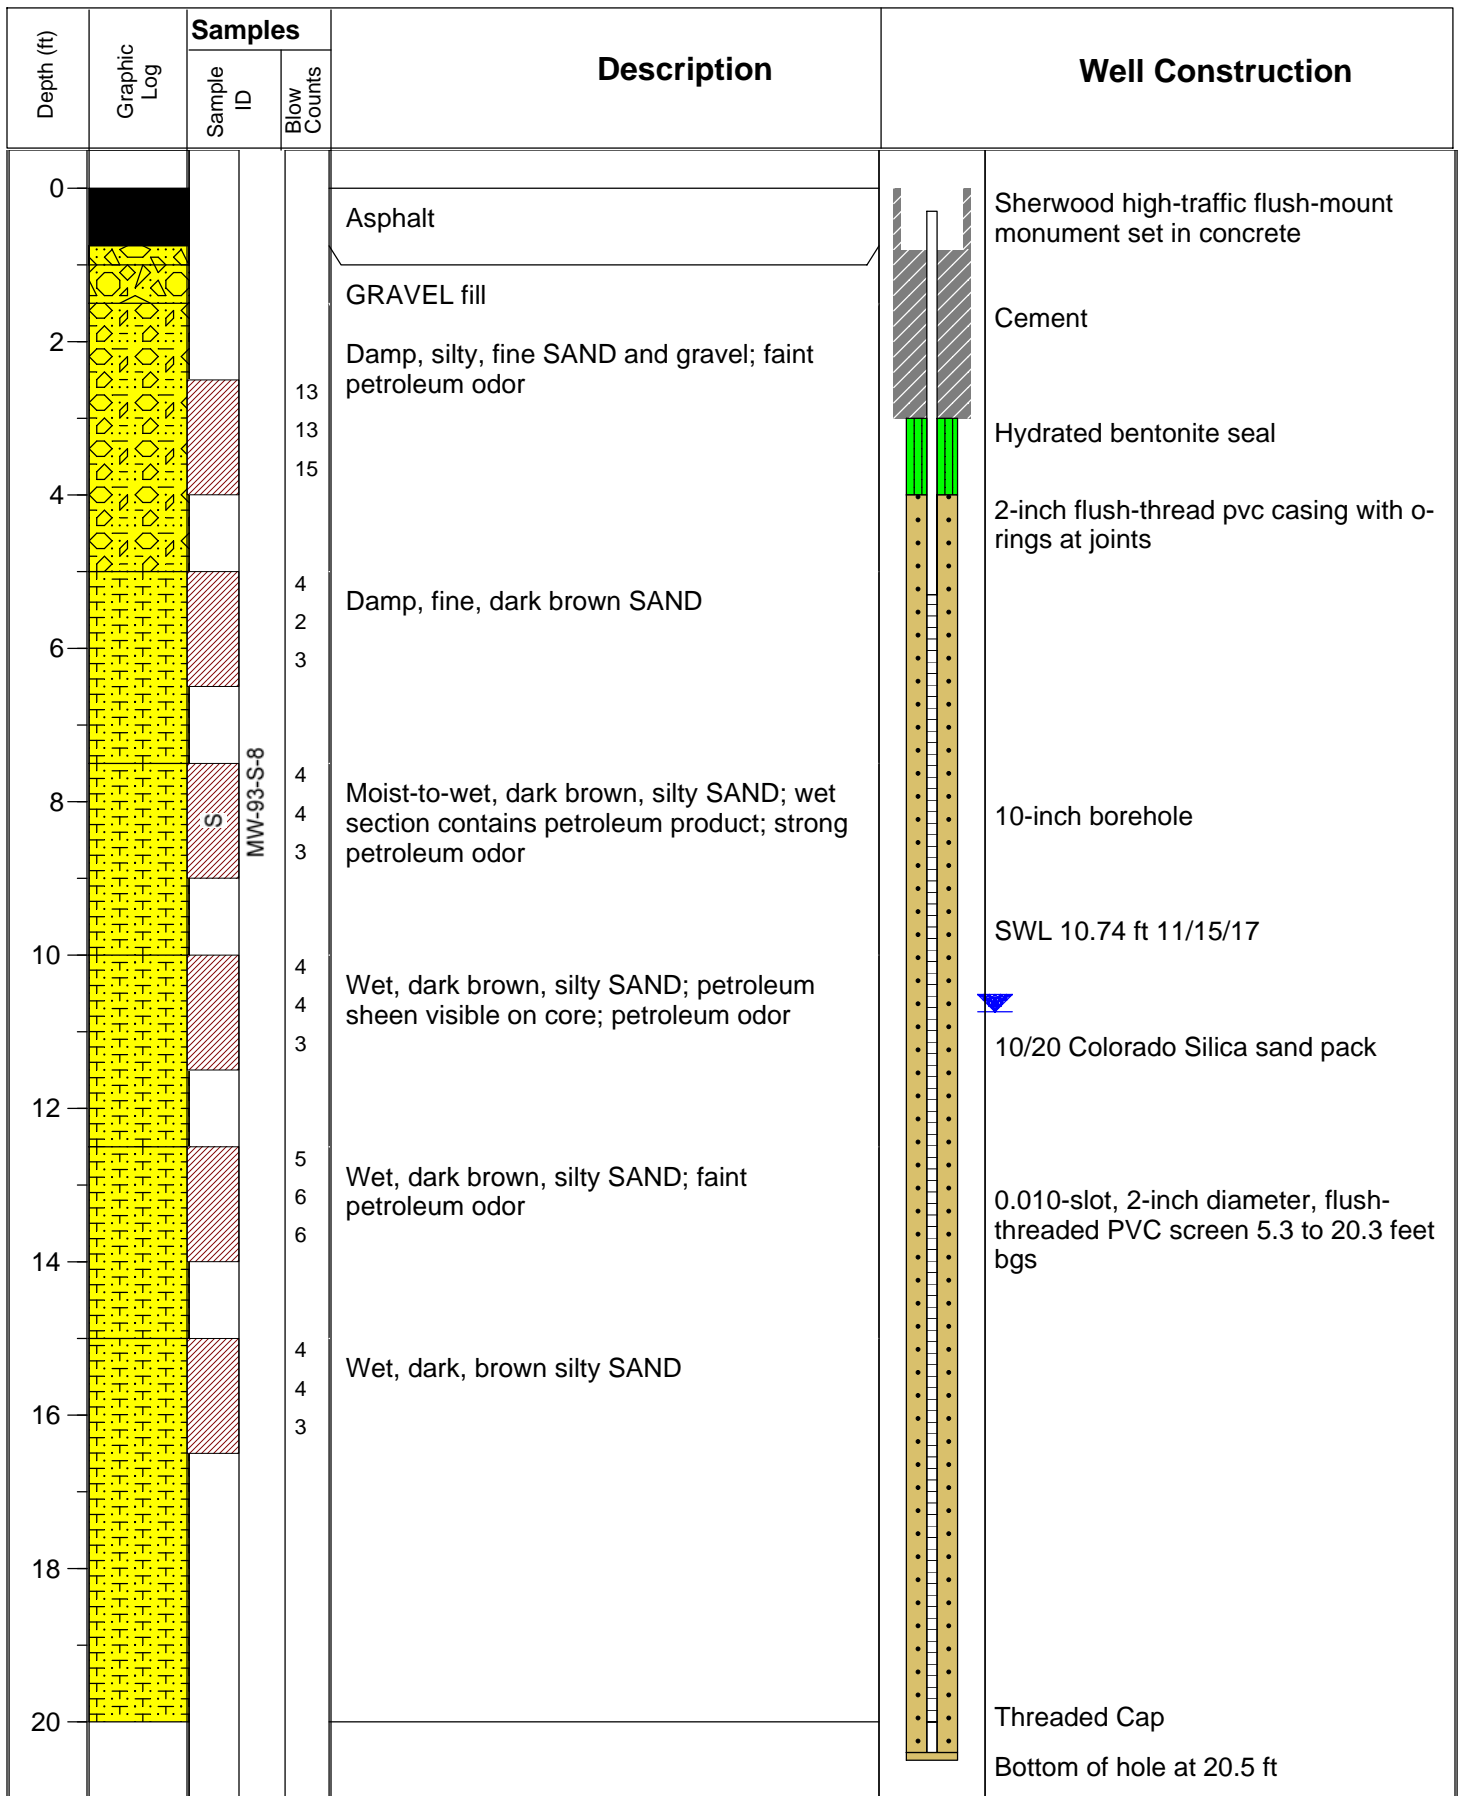 Depth (ft)
Graphic
Log
Samples
Sample
ID
Blow
Counts
Description
Well Construction
0
2
4
6
8
10
12
14
16
18
20
S
MW-93-S-8
13
13
15
4
2
3
4
4
3
4
4
3
5
6
6
4
4
3
Asphalt
GRAVEL fill
Damp, silty, fine SAND and gravel; faint
petroleum odor
Damp, fine, dark brown SAND
Moist-to-wet, dark brown, silty SAND; wet
section contains petroleum product; strong
petroleum odor
Wet, dark brown, silty SAND; petroleum
sheen visible on core; petroleum odor
Wet, dark brown, silty SAND; faint
petroleum odor
Wet, dark, brown silty SAND
Sherwood high-traffic flush-mount
monument set in concrete
Cement
Hydrated bentonite seal
2-inch flush-thread pvc casing with o-
rings at joints
10-inch borehole
SWL 10.74 ft 11/15/17
10/20 Colorado Silica sand pack
0.010-slot, 2-inch diameter, flush-
threaded PVC screen 5.3 to 20.3 feet
bgs
Threaded Cap
Bottom of hole at 20.5 ft